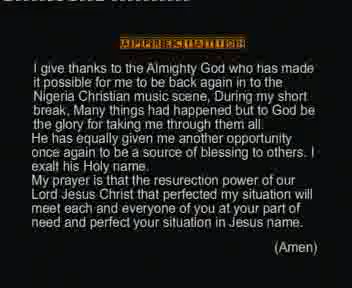 APPRECIATION
I give thanks to the Almighty God who has made
it possible for me to be back again in to the
Nigeria Christian music scene, During my short
break, Many things had happened but to God be
the glory for taking me through them all.
He has equally given me another opportunity
once again to be a source of blessing to others. I
exalt his Holy name.
My prayer is that the resurection power of our
Lord Jesus Christ that perfected my situation will
meet each and everyone of you at your part of
need and perfect your situation in Jesus name.
(Amen)